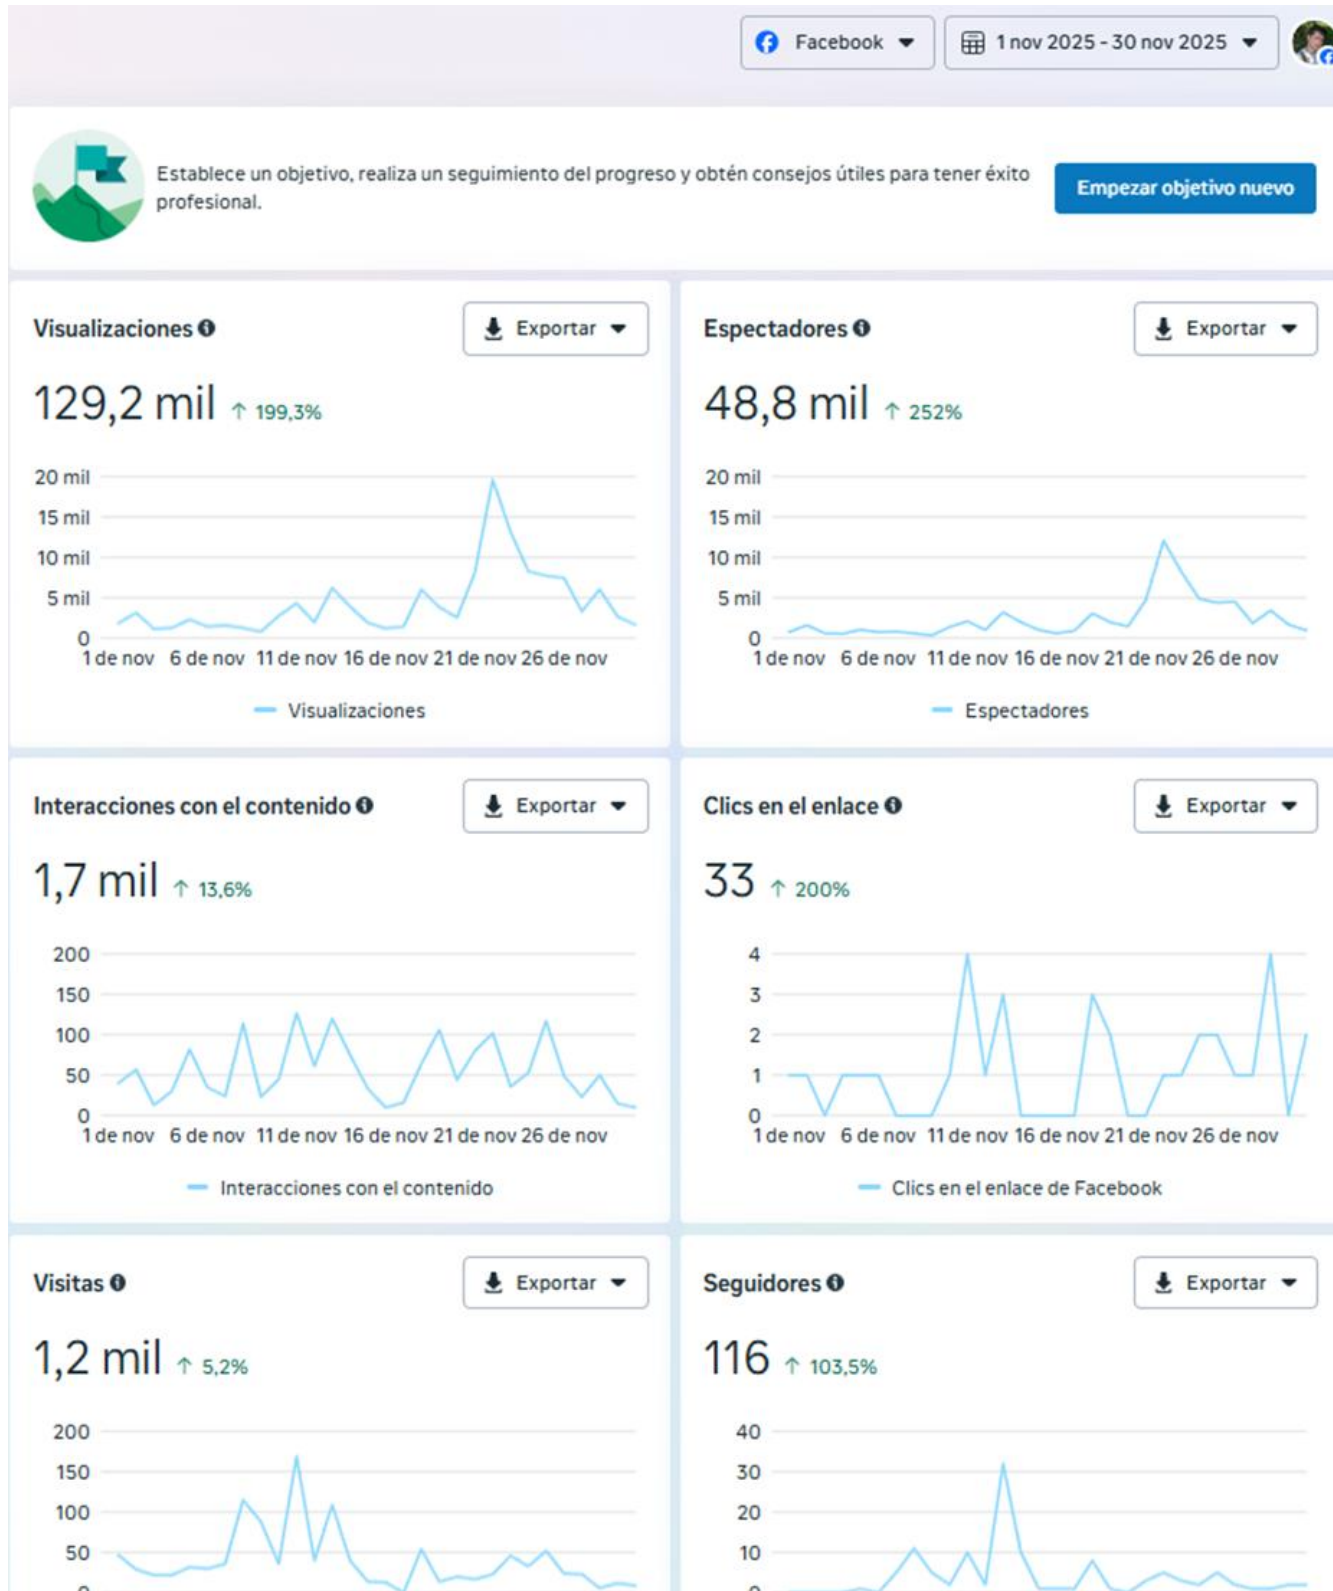 Facebook
1 nov 2025 - 30 nov 2025
Establece un objetivo, realiza un seguimiento del progreso y obtén consejos útiles para tener éxito
profesional.
Empezar objetivo nuevo
Visualizaciones
Exportar
129,2 mil ↑ 199,3%
20 mil
15 mil
10 mil
5 mil
0
1 de nov 6 de nov 11 de nov 16 de nov 21 de nov 26 de nov
Visualizaciones
Espectadores
Exportar
48,8 mil ↑ 252%
20 mil
15 mil
10 mil
5 mil
0
1 de nov 6 de nov 11 de nov 16 de nov 21 de nov 26 de nov
Espectadores
Interacciones con el contenido
Exportar
1,7 mil ↑ 13,6%
200
150
100
50
0
1 de nov 6 de nov 11 de nov 16 de nov 21 de nov 26 de nov
Interacciones con el contenido
Clics en el enlace
Exportar
33 ↑ 200%
4
3
2
1
0
1 de nov 6 de nov 11 de nov 16 de nov 21 de nov 26 de nov
Clics en el enlace de Facebook
Visitas
Exportar
1,2 mil ↑ 5,2%
200
150
100
50
0
Seguidores
Exportar
116 ↑ 103,5%
40
30
20
10
0